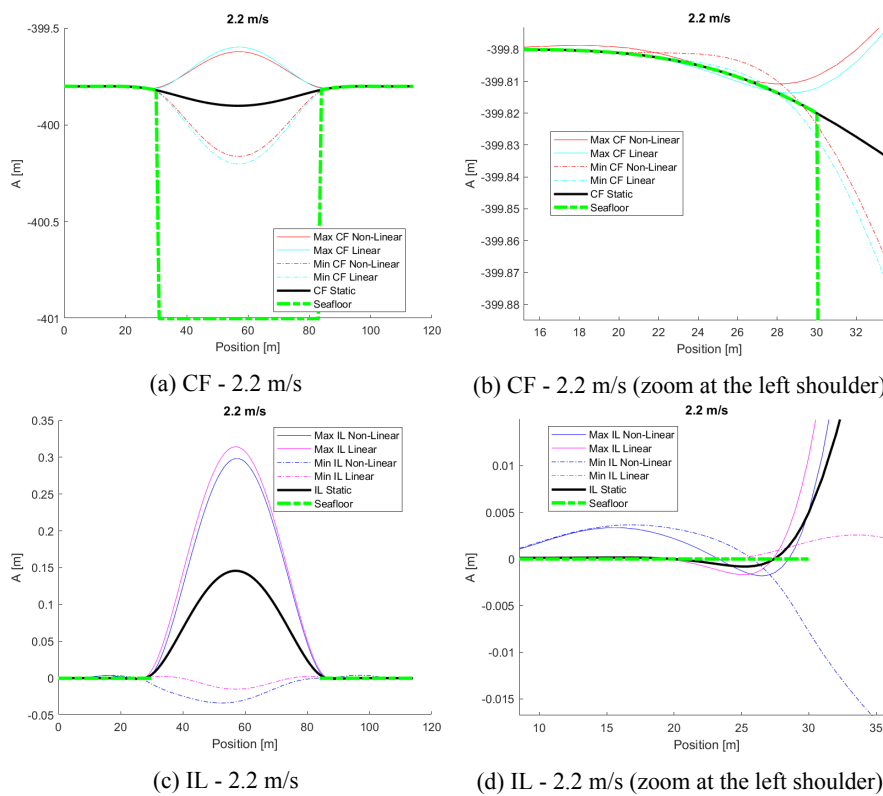 2.2 m/s
-399.5
-400
-400.5
-401
A [m]
0 20 40 60 80 100 120
Position [m]
Max CF Non-Linear
Max CF Linear
Min CF Non-Linear
Min CF Linear
CF Static
Seafloor
(a) CF - 2.2 m/s
2.2 m/s
-399.8
-399.81
-399.82
-399.83
-399.84
-399.85
-399.86
-399.87
-399.88
A [m]
16 18 20 22 24 26 28 30 32
Position [m]
Max CF Non-Linear
Max CF Linear
Min CF Non-Linear
Min CF Linear
CF Static
Seafloor
(b) CF - 2.2 m/s (zoom at the left shoulder)
2.2 m/s
0.35
0.3
0.25
0.2
0.15
0.1
0.05
0
-0.05
A [m]
0 20 40 60 80 100 120
Position [m]
Max IL Non-Linear
Max IL Linear
Min IL Non-Linear
Min IL Linear
IL Static
Seafloor
(c) IL - 2.2 m/s
2.2 m/s
0.01
0.005
0
-0.005
-0.01
-0.015
A [m]
10 15 20 25 30 35
Position [m]
Max IL Non-Linear
Max IL Linear
Min IL Non-Linear
Min IL Linear
IL Static
Seafloor
(d) IL - 2.2 m/s (zoom at the left shoulder)